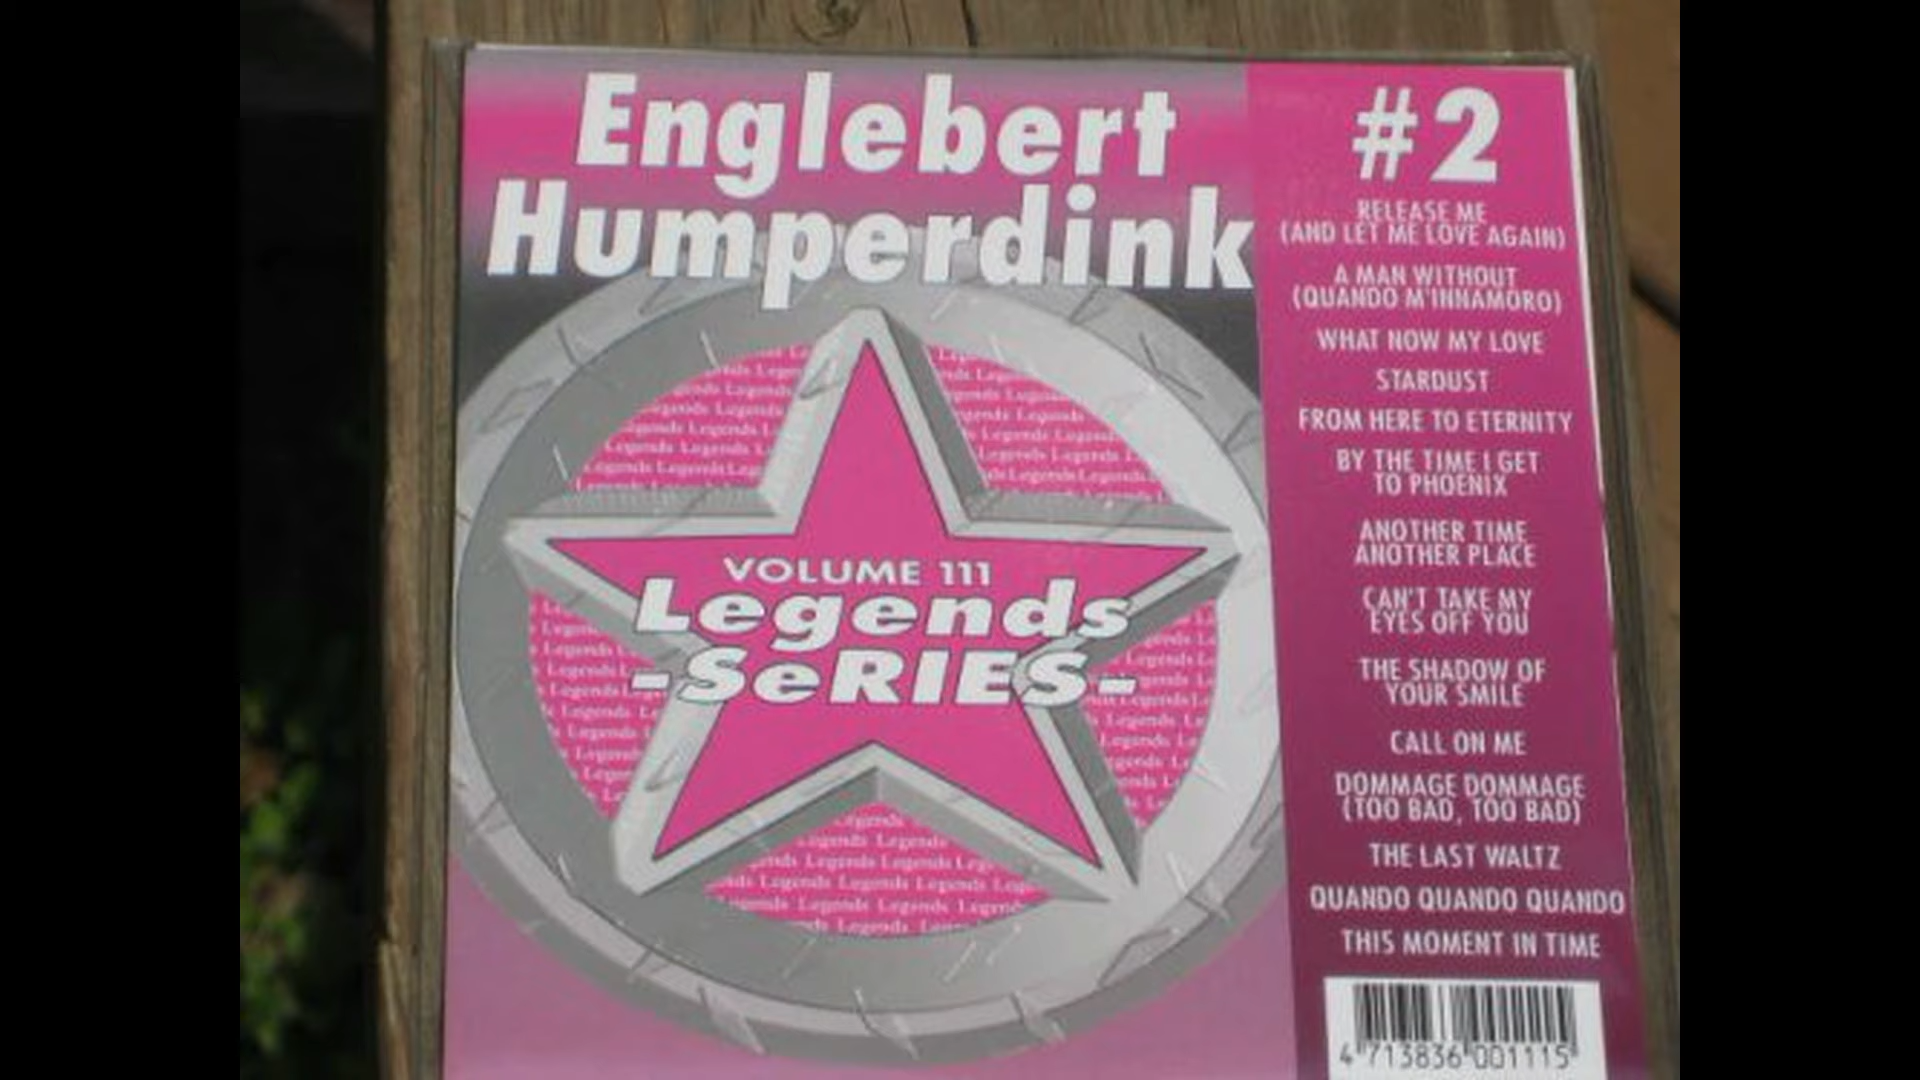 Englebert
Humperdink
VOLUME 111
Legends
-SeRIES-
#2
RELEASE ME
(AND LET ME LOVE AGAIN)
A MAN WITHOUT
(QUANDO M'INNAMORO)
WHAT NOW MY LOVE
STARDUST
FROM HERE TO ETERNITY
BY THE TIME I GET
TO PHOENIX
ANOTHER TIME
ANOTHER PLACE
CAN'T TAKE MY
EYES OFF YOU
THE SHADOW OF
YOUR SMILE
CALL ON ME
DOMMAGE DOMMAGE
(TOO BAD, TOO BAD)
THE LAST WALTZ
QUANDO QUANDO QUANDO
THIS MOMENT IN TIME
4 713836 001115